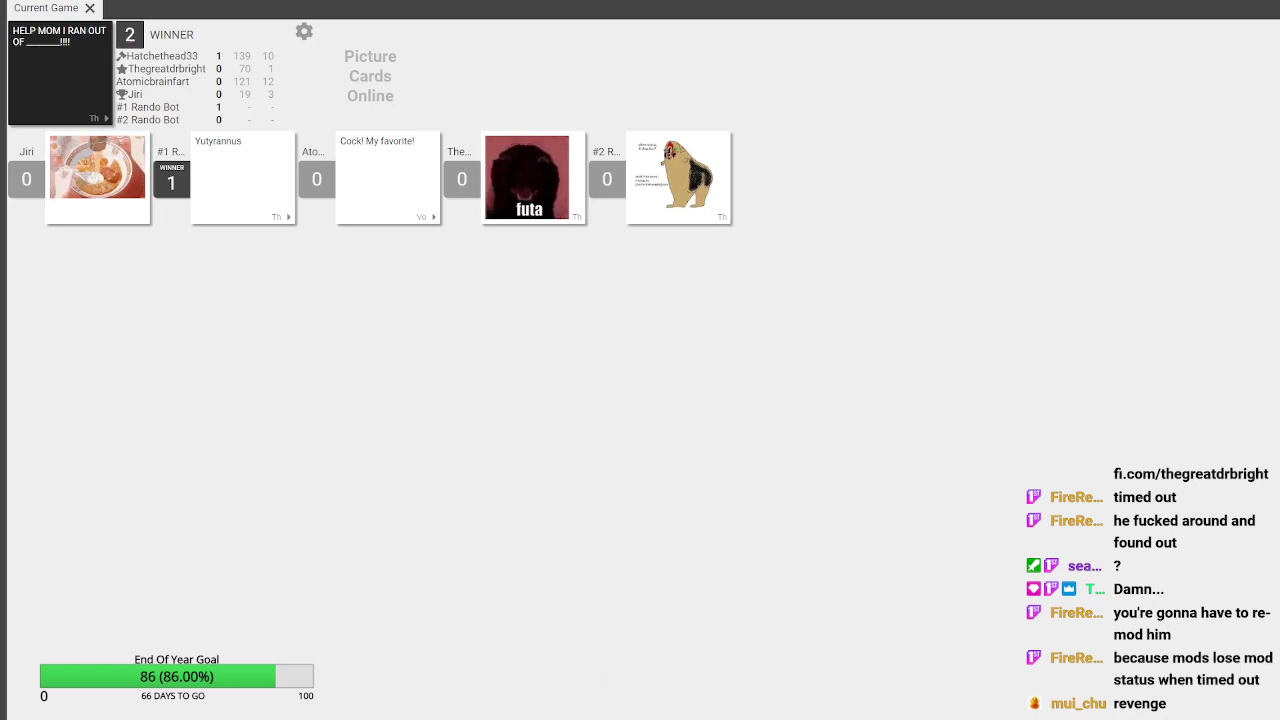 Current Game
HELP MOM I RAN OUT
OF ______!!!!
Th
2 WINNER
Hatchethead33 1 139 10
Thegreatdrbright 0 70 1
Atomicbrainfart 0 121 12
Jiri 0 19 3
#1 Rando Bot 1 - -
#2 Rando Bot 0 - -
Picture
Cards
Online
Jiri
0
#1 R...
WINNER
1
Yutyrannus
Th
Ato...
0
Cock! My favorite!
Vo
The...
0
futa
Th
#2 R...
0
Th
fi.com/thegreatdrbright
FireRe... timed out
FireRe... he fucked around and
found out
sea... ?
T... Damn...
FireRe... you're gonna have to re-
mod him
FireRe... because mods lose mod
status when timed out
mui_chu revenge
End Of Year Goal
86 (86.00%)
0 66 DAYS TO GO 100